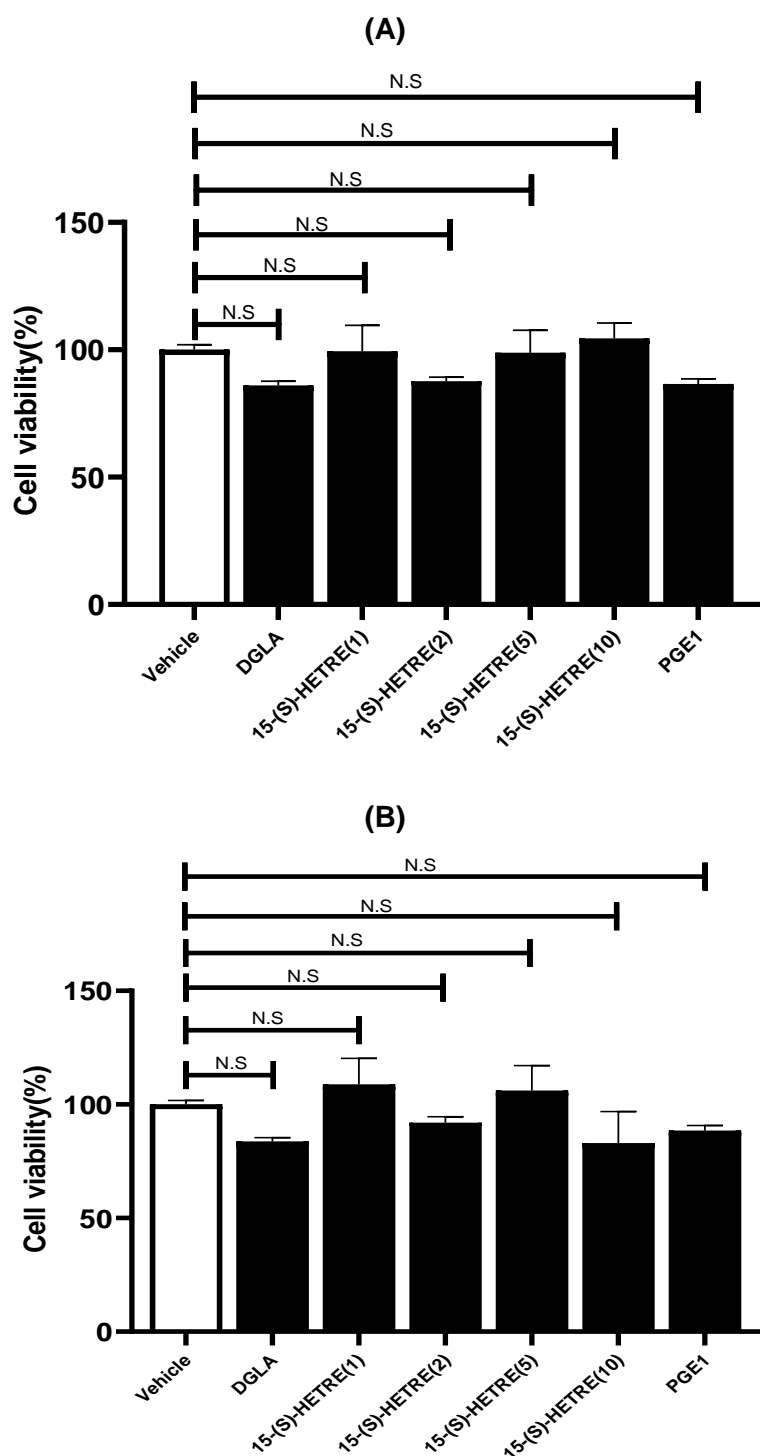 (A)
N.S
N.S
N.S
N.S
N.S
N.S
150
100
50
0
Cell viability(%)
Vehicle
DGLA
15-(S)-HETRE(1)
15-(S)-HETRE(2)
15-(S)-HETRE(5)
15-(S)-HETRE(10)
PGE1
(B)
N.S
N.S
N.S
N.S
N.S
N.S
150
100
50
0
Cell viability(%)
Vehicle
DGLA
15-(S)-HETRE(1)
15-(S)-HETRE(2)
15-(S)-HETRE(5)
15-(S)-HETRE(10)
PGE1